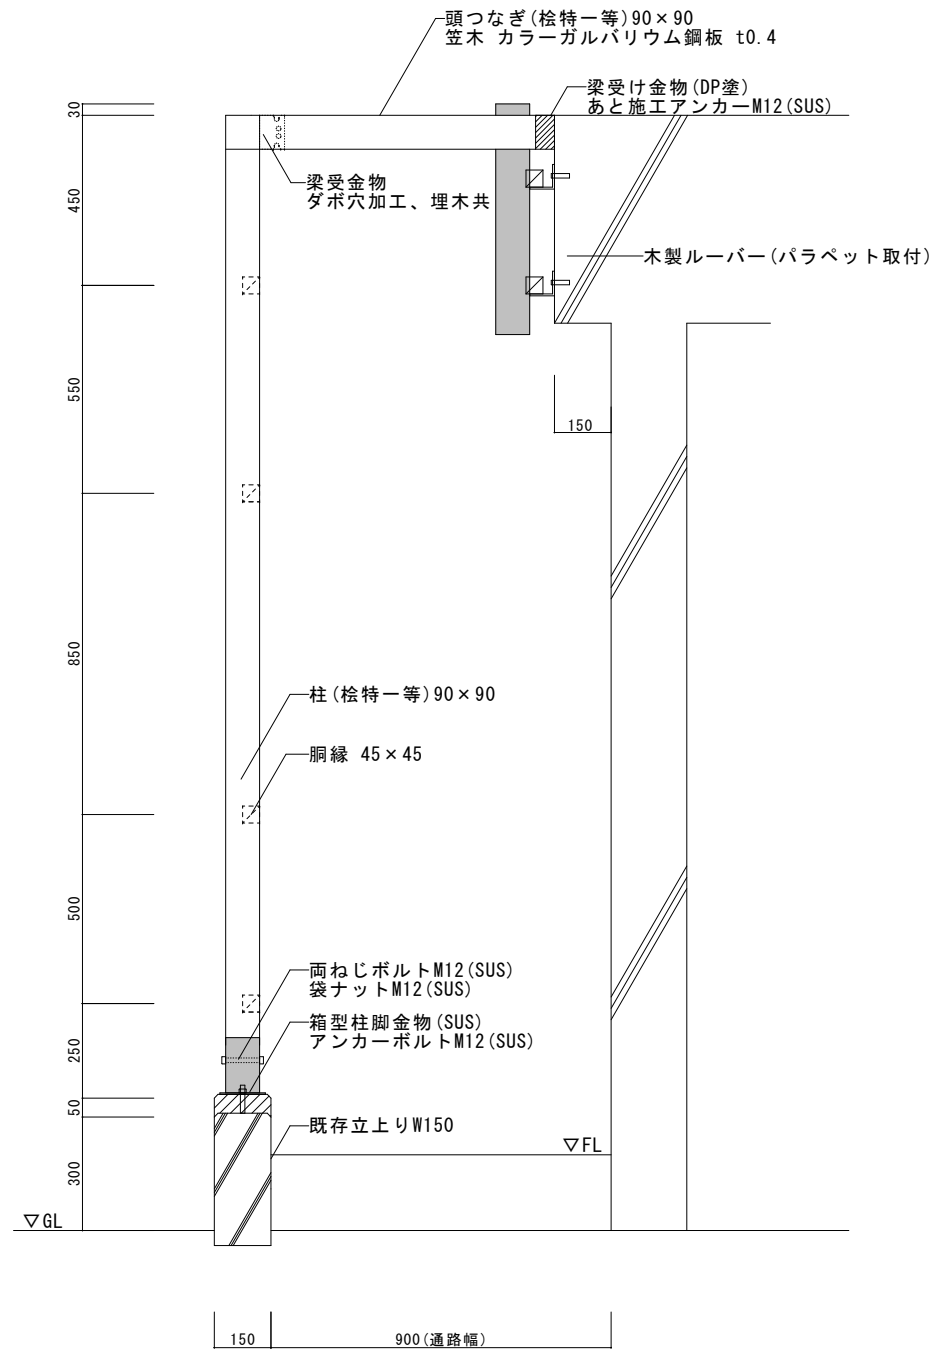 頭つなぎ(桧特一等)90×90
笠木 カラーガルバリウム鋼板 t0.4
梁受け金物(DP塗)
あと施工アンカーM12(SUS)
30
梁受金物
ダボ穴加工、埋木共
450
木製ルーバー(パラペット取付)
550
150
850
柱(桧特一等)90×90
胴縁 45×45
500
両ねじボルトM12(SUS)
袋ナットM12(SUS)
箱型柱脚金物(SUS)
アンカーボルトM12(SUS)
250
50
既存立上りW150
▽FL
300
▽GL
150
900(通路幅)